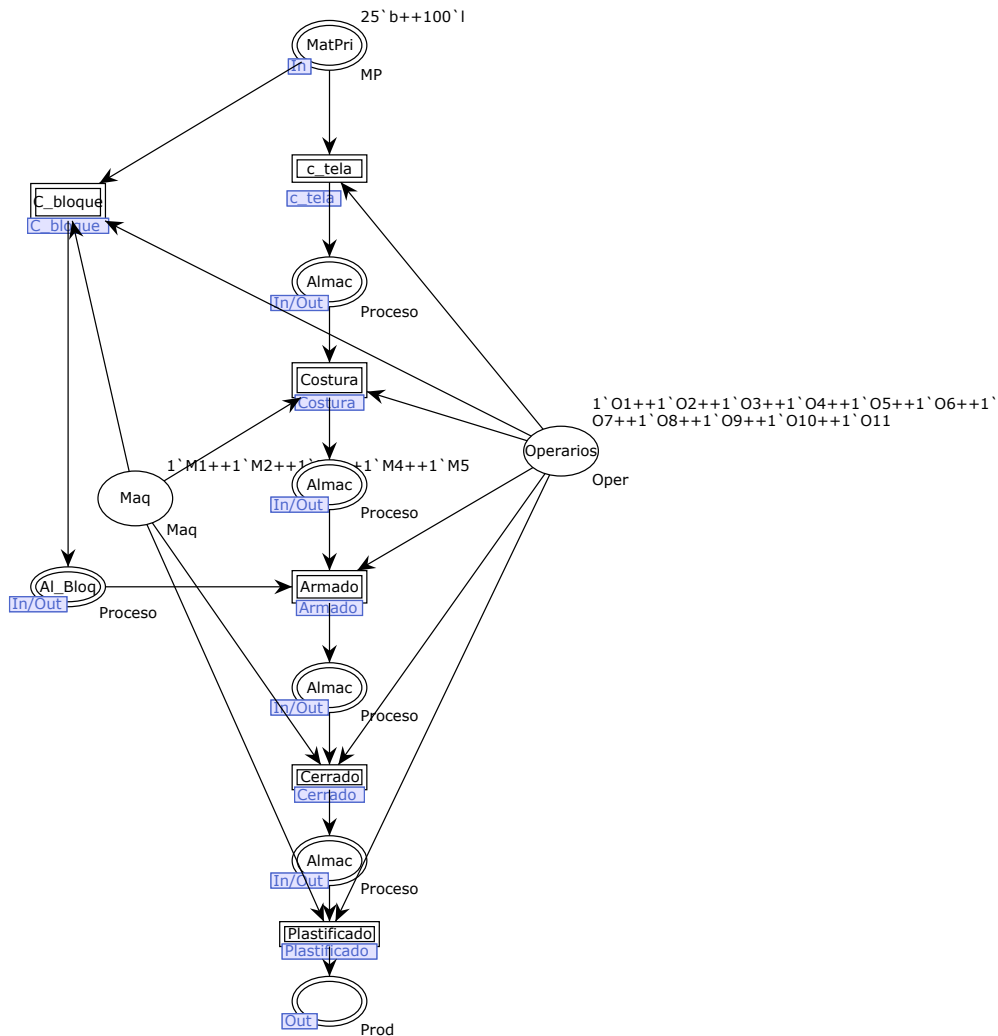 25`b++100`l
MatPri
In
MP
c_tela
c_tela
C_bloque
C_bloque
Almac
In/Out
Proceso
Costura
Costura
1`O1++1`O2++1`O3++1`O4++1`O5++1`O6++1`
O7++1`O8++1`O9++1`O10++1`O11
Operarios
Oper
1`M1++1`M2++1` ++1`M4++1`M5
Maq
Maq
Almac
In/Out
Proceso
Al_Bloq
In/Out
Proceso
Armado
Armado
Almac
In/Out
Proceso
Cerrado
Cerrado
Almac
In/Out
Proceso
Plastificado
Plastificado
Out
Prod